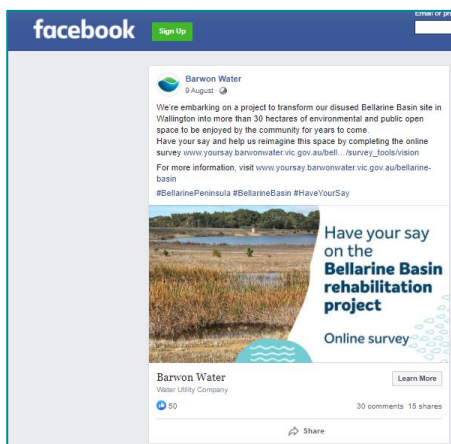 Email or ph
facebook
Sign Up
Barwon Water
9 August ·
We're embarking on a project to transform our disused Bellarine Basin site in
Wallington into more than 30 hectares of environmental and public open
space to be enjoyed by the community for years to come.
Have your say and help us reimagine this space by completing the online
survey www.yoursay.barwonwater.vic.gov.au/bell.../survey_tools/vision
For more information, visit www.yoursay.barwonwater.vic.gov.au/bellarine-
basin
#BellarinePeninsula #BellarineBasin #HaveYourSay
Have your say
on the
Bellarine Basin
rehabilitation
project
Online survey
Barwon Water
Water Utility Company
Learn More
50
30 comments 15 shares
Share